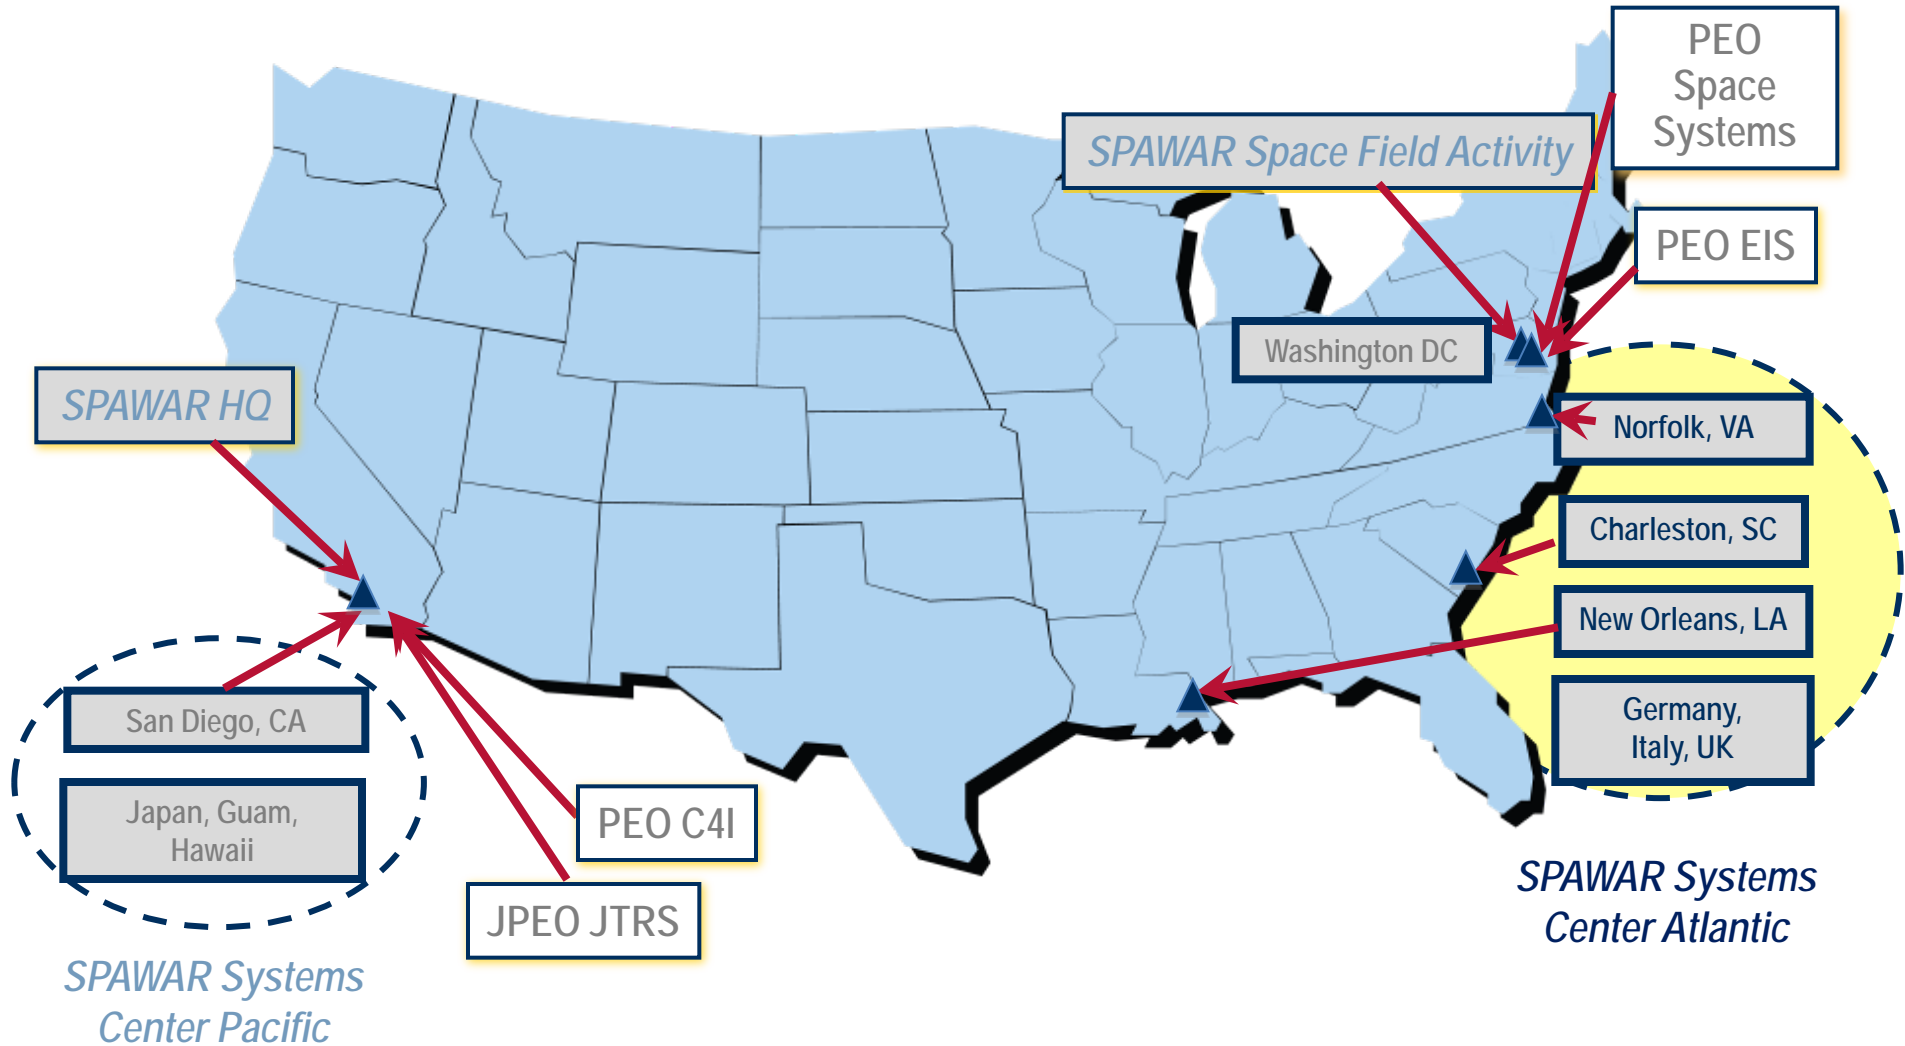 PEO
Space
Systems
SPAWAR Space Field Activity
PEO EIS
Washington DC
SPAWAR HQ
Norfolk, VA
Charleston, SC
New Orleans, LA
Germany,
Italy, UK
San Diego, CA
Japan, Guam,
Hawaii
PEO C4I
JPEO JTRS
SPAWAR Systems
Center Atlantic
SPAWAR Systems
Center Pacific